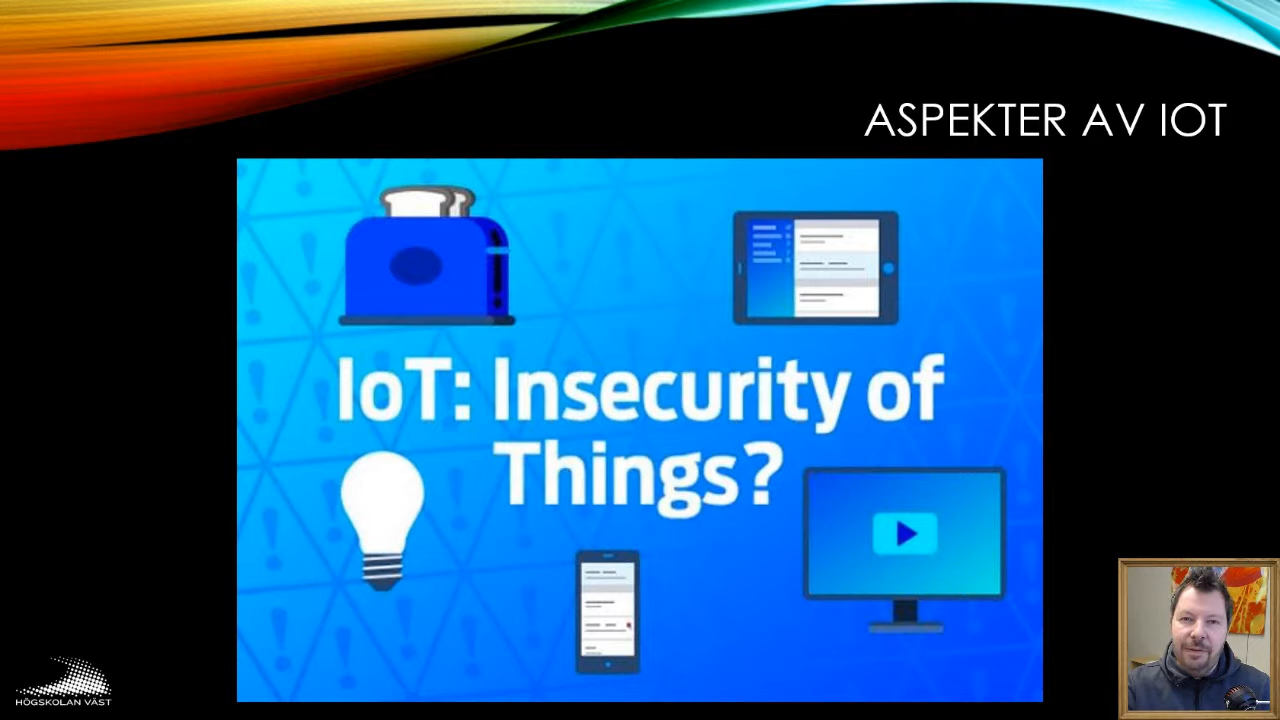 ASPEKTER AV IOT
IoT: Insecurity of
Things?
HÖGSKOLAN VÄST